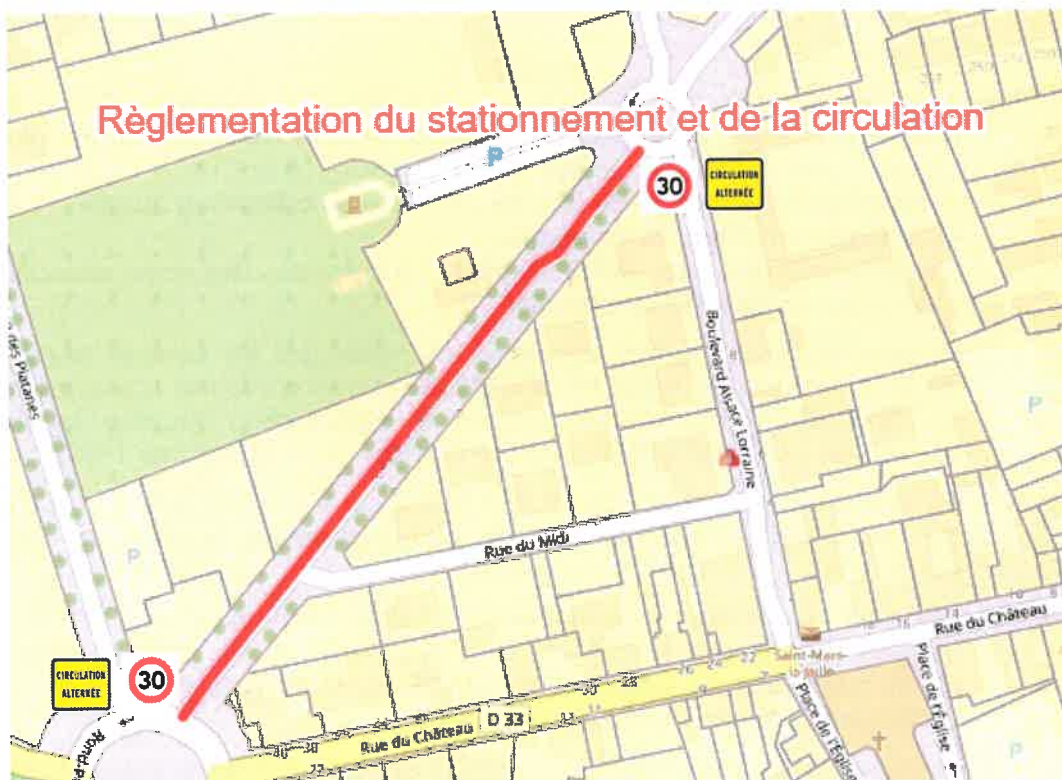 Règlementation du stationnement et de la circulation
P
30
CIRCULATION
ALTERNÉE
Boulevard Alsace Lorraine
P
des Platanes
P
Rue du Midi
Rue du Château
Place de l'Église
CIRCULATION
ALTERNÉE
30
Rue du Château
D 33
Place de l'Église
P